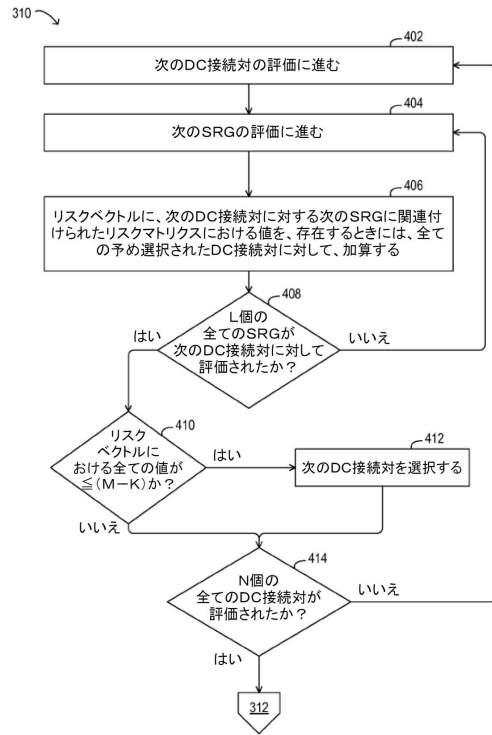 310
402
次のDC接続対の評価に進む
404
次のSRGの評価に進む
406
リスクベクトルに、次のDC接続対に対する次のSRGに関連付
けられたリスクマトリクスにおける値を、存在するときには、全て
の予め選択されたDC接続対に対して、加算する
408
L個の
全てのSRGが
次のDC接続対に対して
評価されたか？
はい
いいえ
410
リスク
ベクトルに
おける全ての値が
≦(M－K)か？
はい
いいえ
412
次のDC接続対を選択する
414
N個の
全てのDC接続対が
評価されたか？
いいえ
はい
312